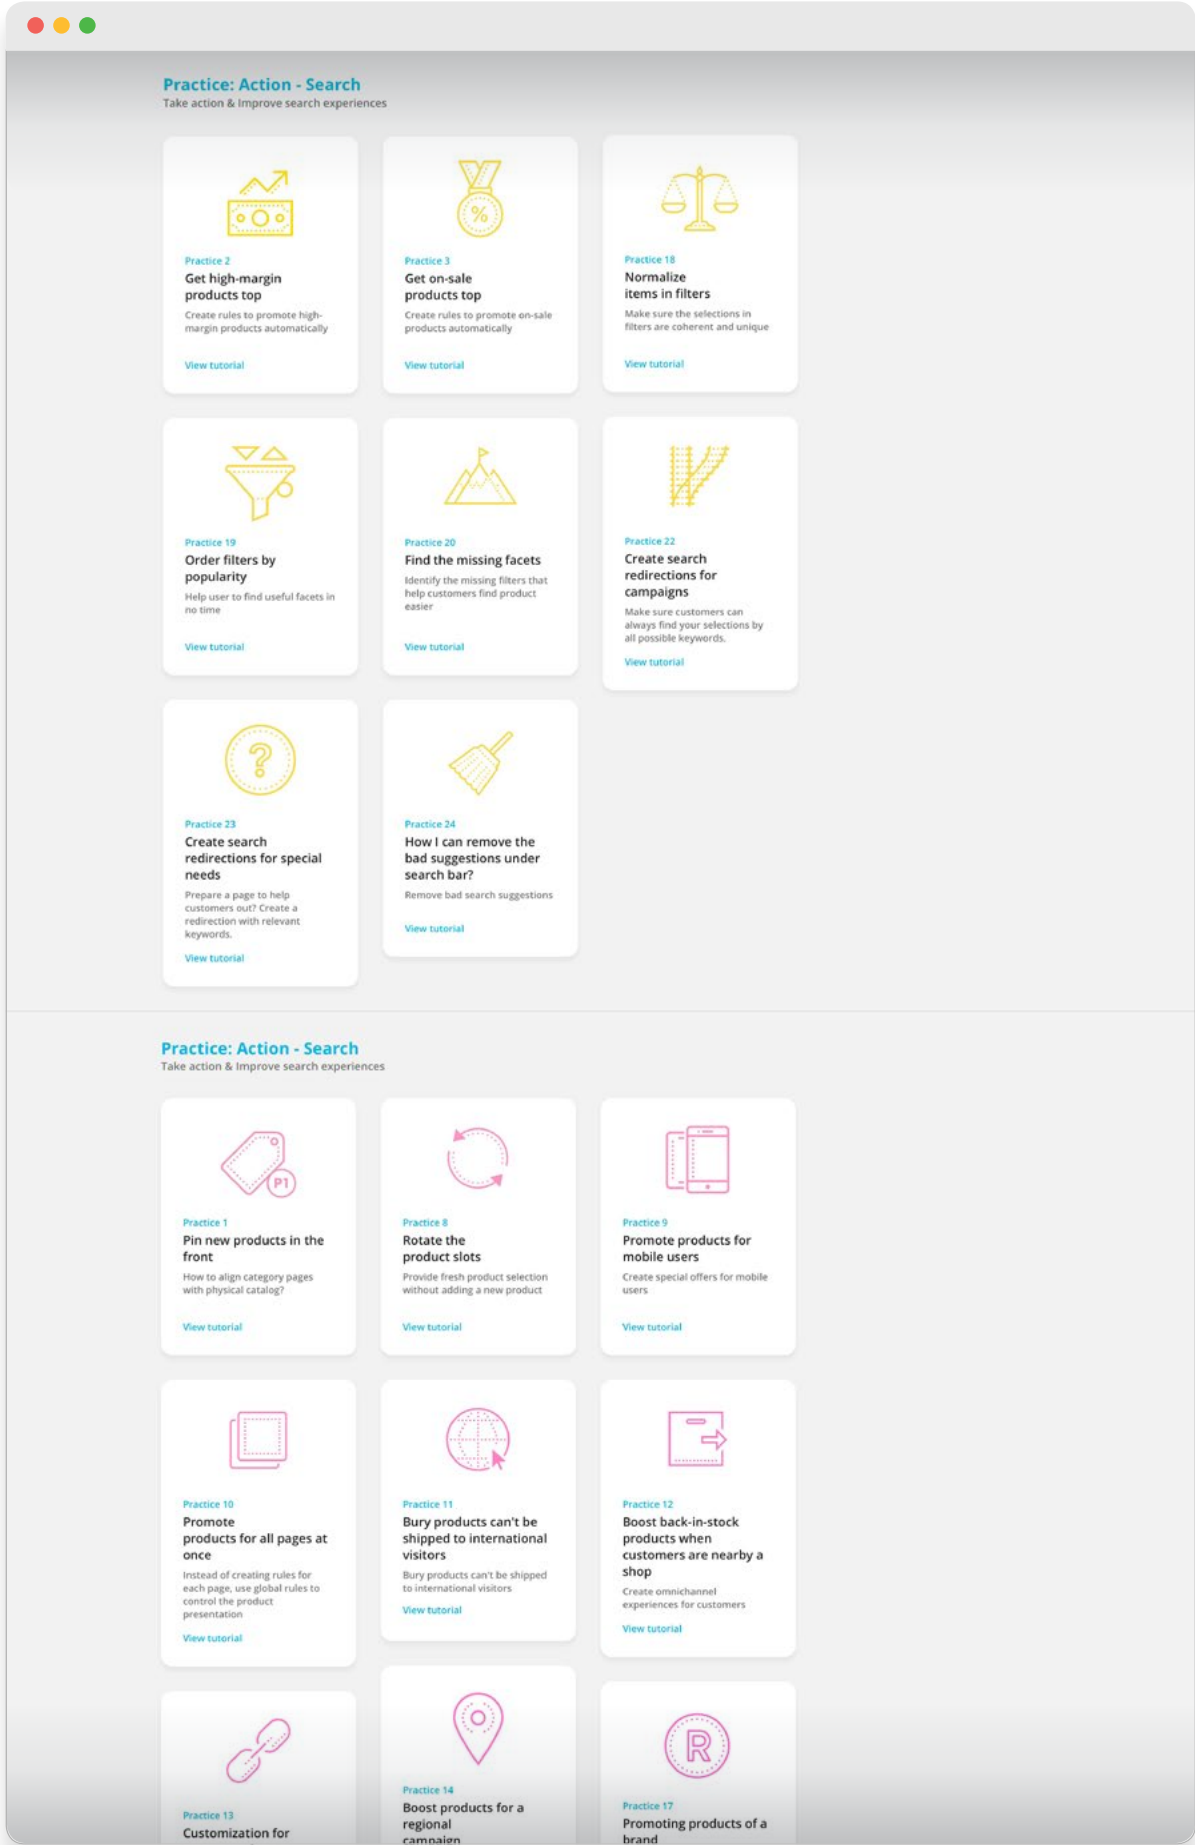 Practice: Action - Search
Take action & Improve search experiences
%
Practice 2
Get high-margin
products top
Create rules to promote high-
margin products automatically
View tutorial
Practice 3
Get on-sale
products top
Create rules to promote on-sale
products automatically
View tutorial
Practice 18
Normalize
items in filters
Make sure the selections in
filters are coherent and unique
View tutorial
Practice 19
Order filters by
popularity
Help user to find useful facets in
no time
View tutorial
Practice 20
Find the missing facets
Identify the missing filters that
help customers find product
easier
View tutorial
Practice 22
Create search
redirections for
campaigns
Make sure customers can
always find your selections by
all possible keywords.
View tutorial
?
Practice 23
Create search
redirections for special
needs
Prepare a page to help
customers out? Create a
redirection with relevant
keywords.
View tutorial
Practice 24
How I can remove the
bad suggestions under
search bar?
Remove bad search suggestions
View tutorial
Practice: Action - Search
Take action & Improve search experiences
P1
Practice 1
Pin new products in the
front
How to align category pages
with physical catalog?
View tutorial
Practice 8
Rotate the
product slots
Provide fresh product selection
without adding a new product
View tutorial
Practice 9
Promote products for
mobile users
Create special offers for mobile
users
View tutorial
Practice 10
Promote
products for all pages at
once
Instead of creating rules for
each page, use global rules to
control the product
presentation
View tutorial
Practice 11
Bury products can't be
shipped to international
visitors
Bury products can't be shipped
to international visitors
View tutorial
Practice 12
Boost back-in-stock
products when
customers are nearby a
shop
Create omnichannel
experiences for customers
View tutorial
Practice 13
Customization for
Practice 14
Boost products for a
regional
campaign
R
Practice 17
Promoting products of a
brand